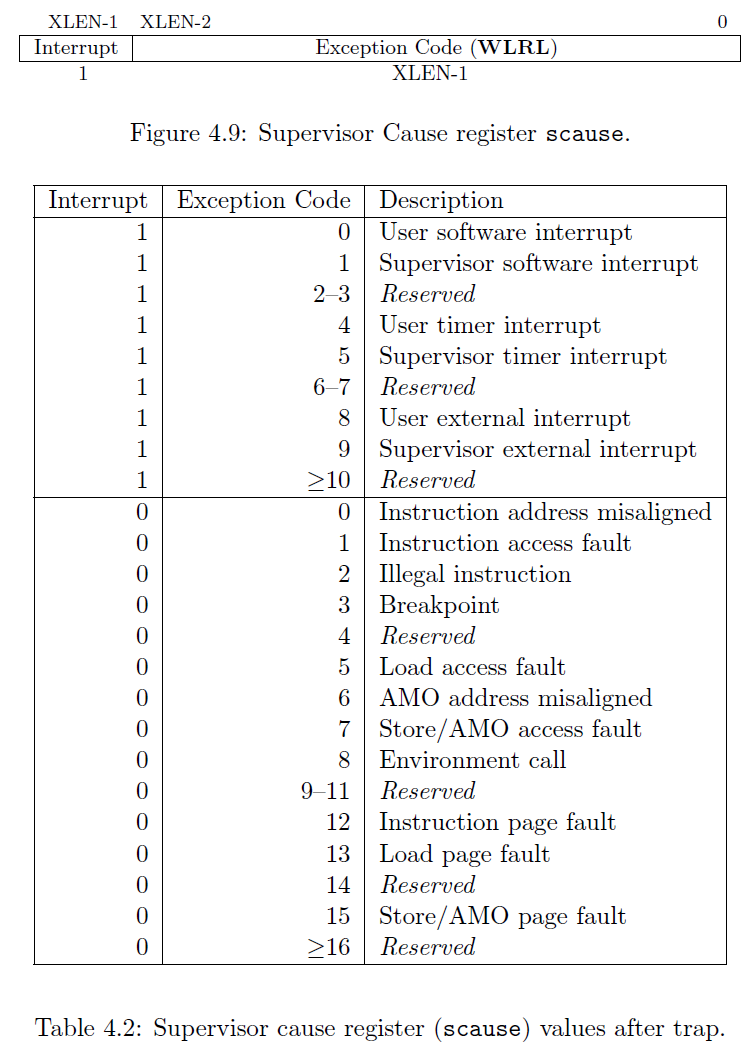 XLEN-1 XLEN-2 0
Interrupt Exception Code (WLRL)
1 XLEN-1
Figure 4.9: Supervisor Cause register scause.
Interrupt Exception Code Description
1 0 User software interrupt
1 1 Supervisor software interrupt
1 2–3 Reserved
1 4 User timer interrupt
1 5 Supervisor timer interrupt
1 6–7 Reserved
1 8 User external interrupt
1 9 Supervisor external interrupt
1 ≥10 Reserved
0 0 Instruction address misaligned
0 1 Instruction access fault
0 2 Illegal instruction
0 3 Breakpoint
0 4 Reserved
0 5 Load access fault
0 6 AMO address misaligned
0 7 Store/AMO access fault
0 8 Environment call
0 9–11 Reserved
0 12 Instruction page fault
0 13 Load page fault
0 14 Reserved
0 15 Store/AMO page fault
0 ≥16 Reserved
Table 4.2: Supervisor cause register (scause) values after trap.